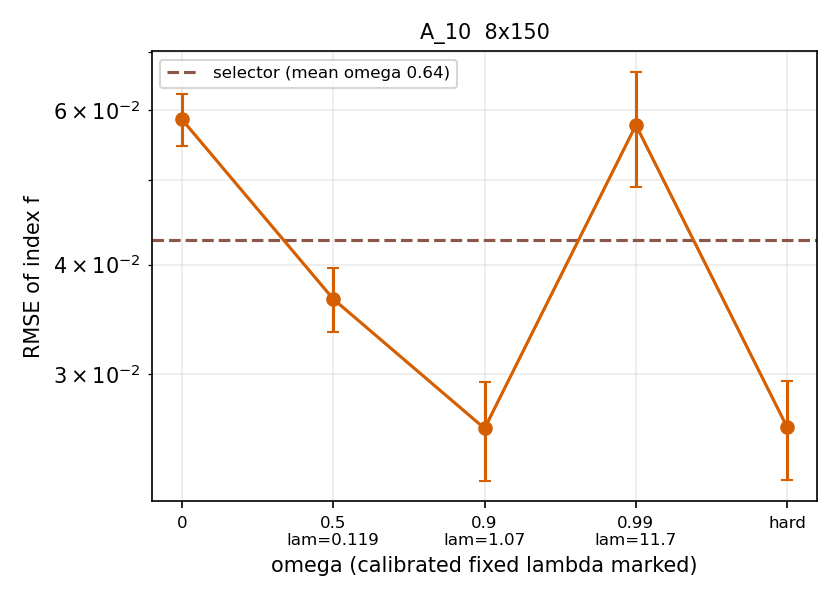 A_10 8x150
selector (mean omega 0.64)
RMSE of index f
6 × 10⁻²
4 × 10⁻²
3 × 10⁻²
0
0.5
lam=0.119
0.9
lam=1.07
0.99
lam=11.7
hard
omega (calibrated fixed lambda marked)